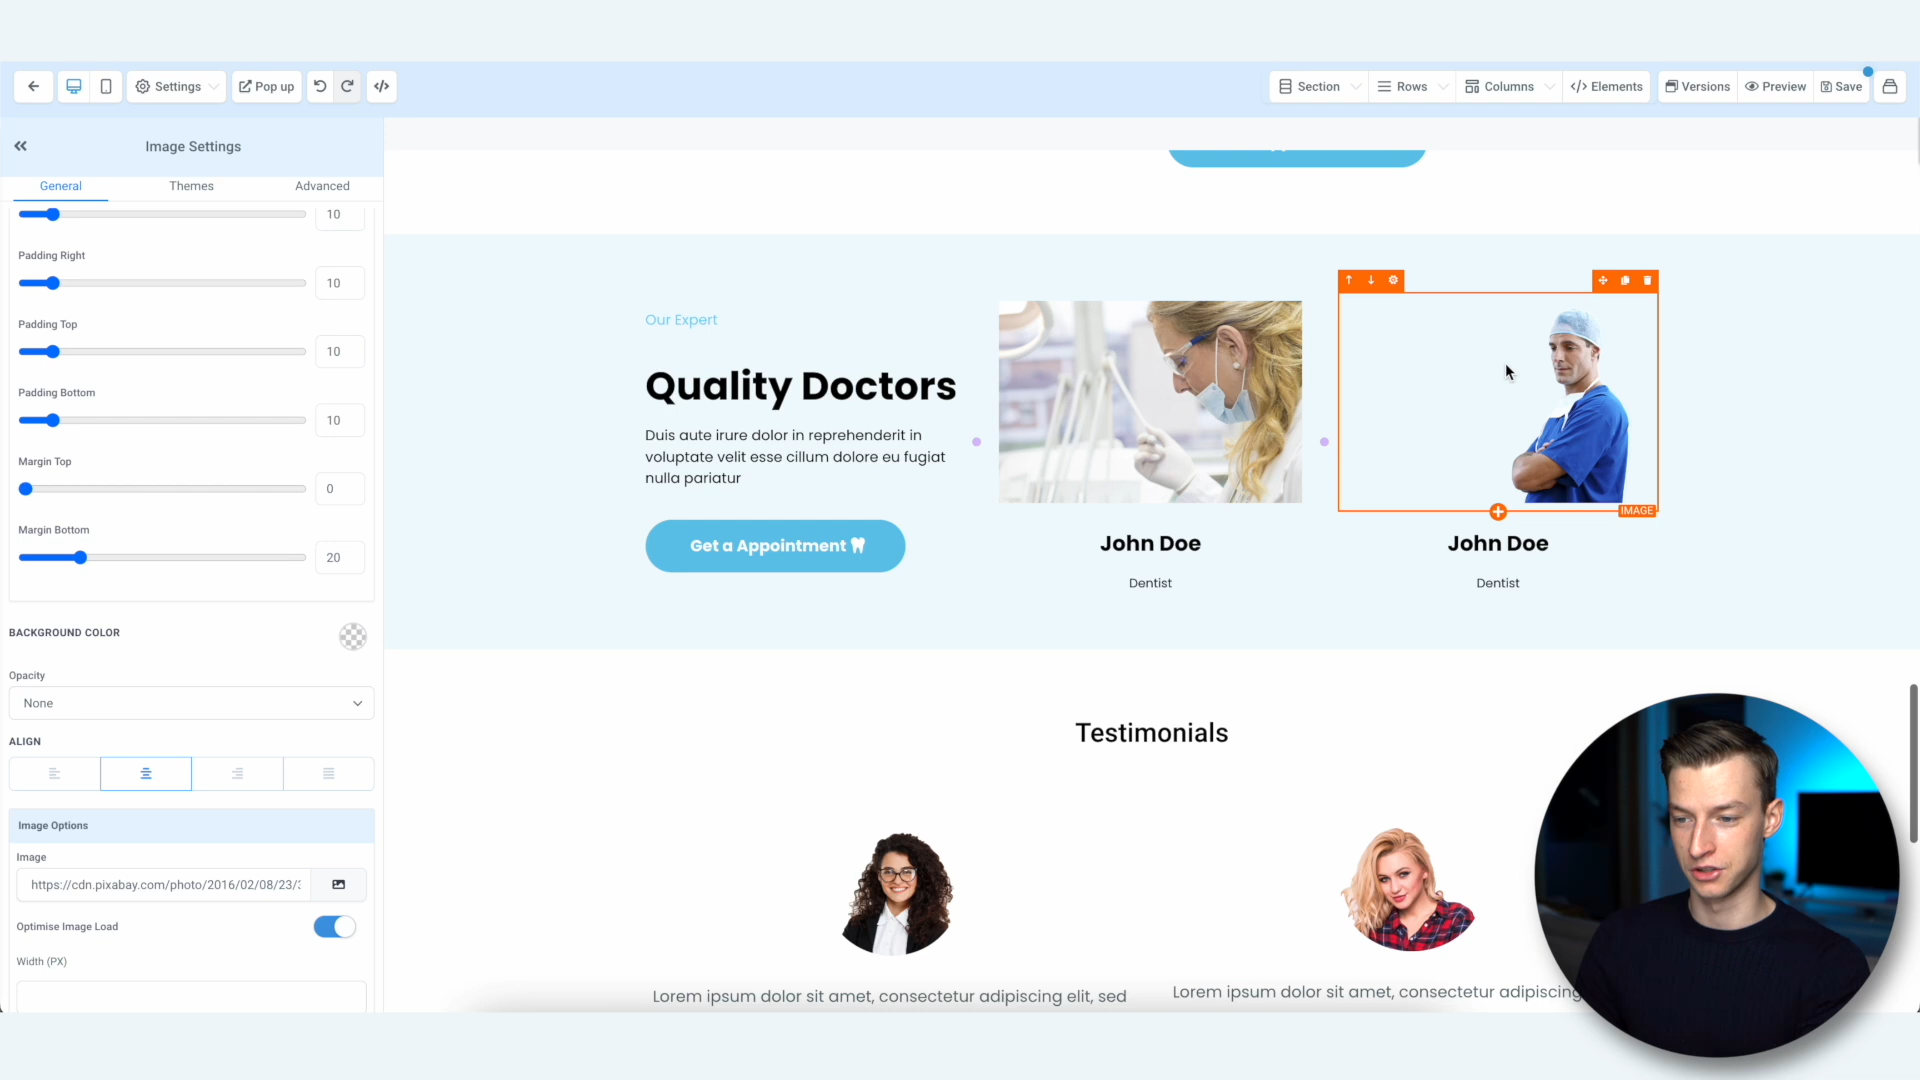 Settings
Pop up
Section
Rows
Columns
</> Elements
Versions
Preview
Save
Image Settings
General
Themes
Advanced
10
Padding Right
10
Padding Top
10
Padding Bottom
10
Margin Top
0
Margin Bottom
20
BACKGROUND COLOR
Opacity
None
ALIGN
Image Options
Image
https://cdn.pixabay.com/photo/2016/02/08/23/
Optimise Image Load
Width (PX)
Our Expert
Quality Doctors
Duis aute irure dolor in reprehenderit in
voluptate velit esse cillum dolore eu fugiat
nulla pariatur
Get a Appointment
John Doe
Dentist
IMAGE
John Doe
Dentist
Testimonials
Lorem ipsum dolor sit amet, consectetur adipiscing elit, sed
Lorem ipsum dolor sit amet, consectetur adipiscing